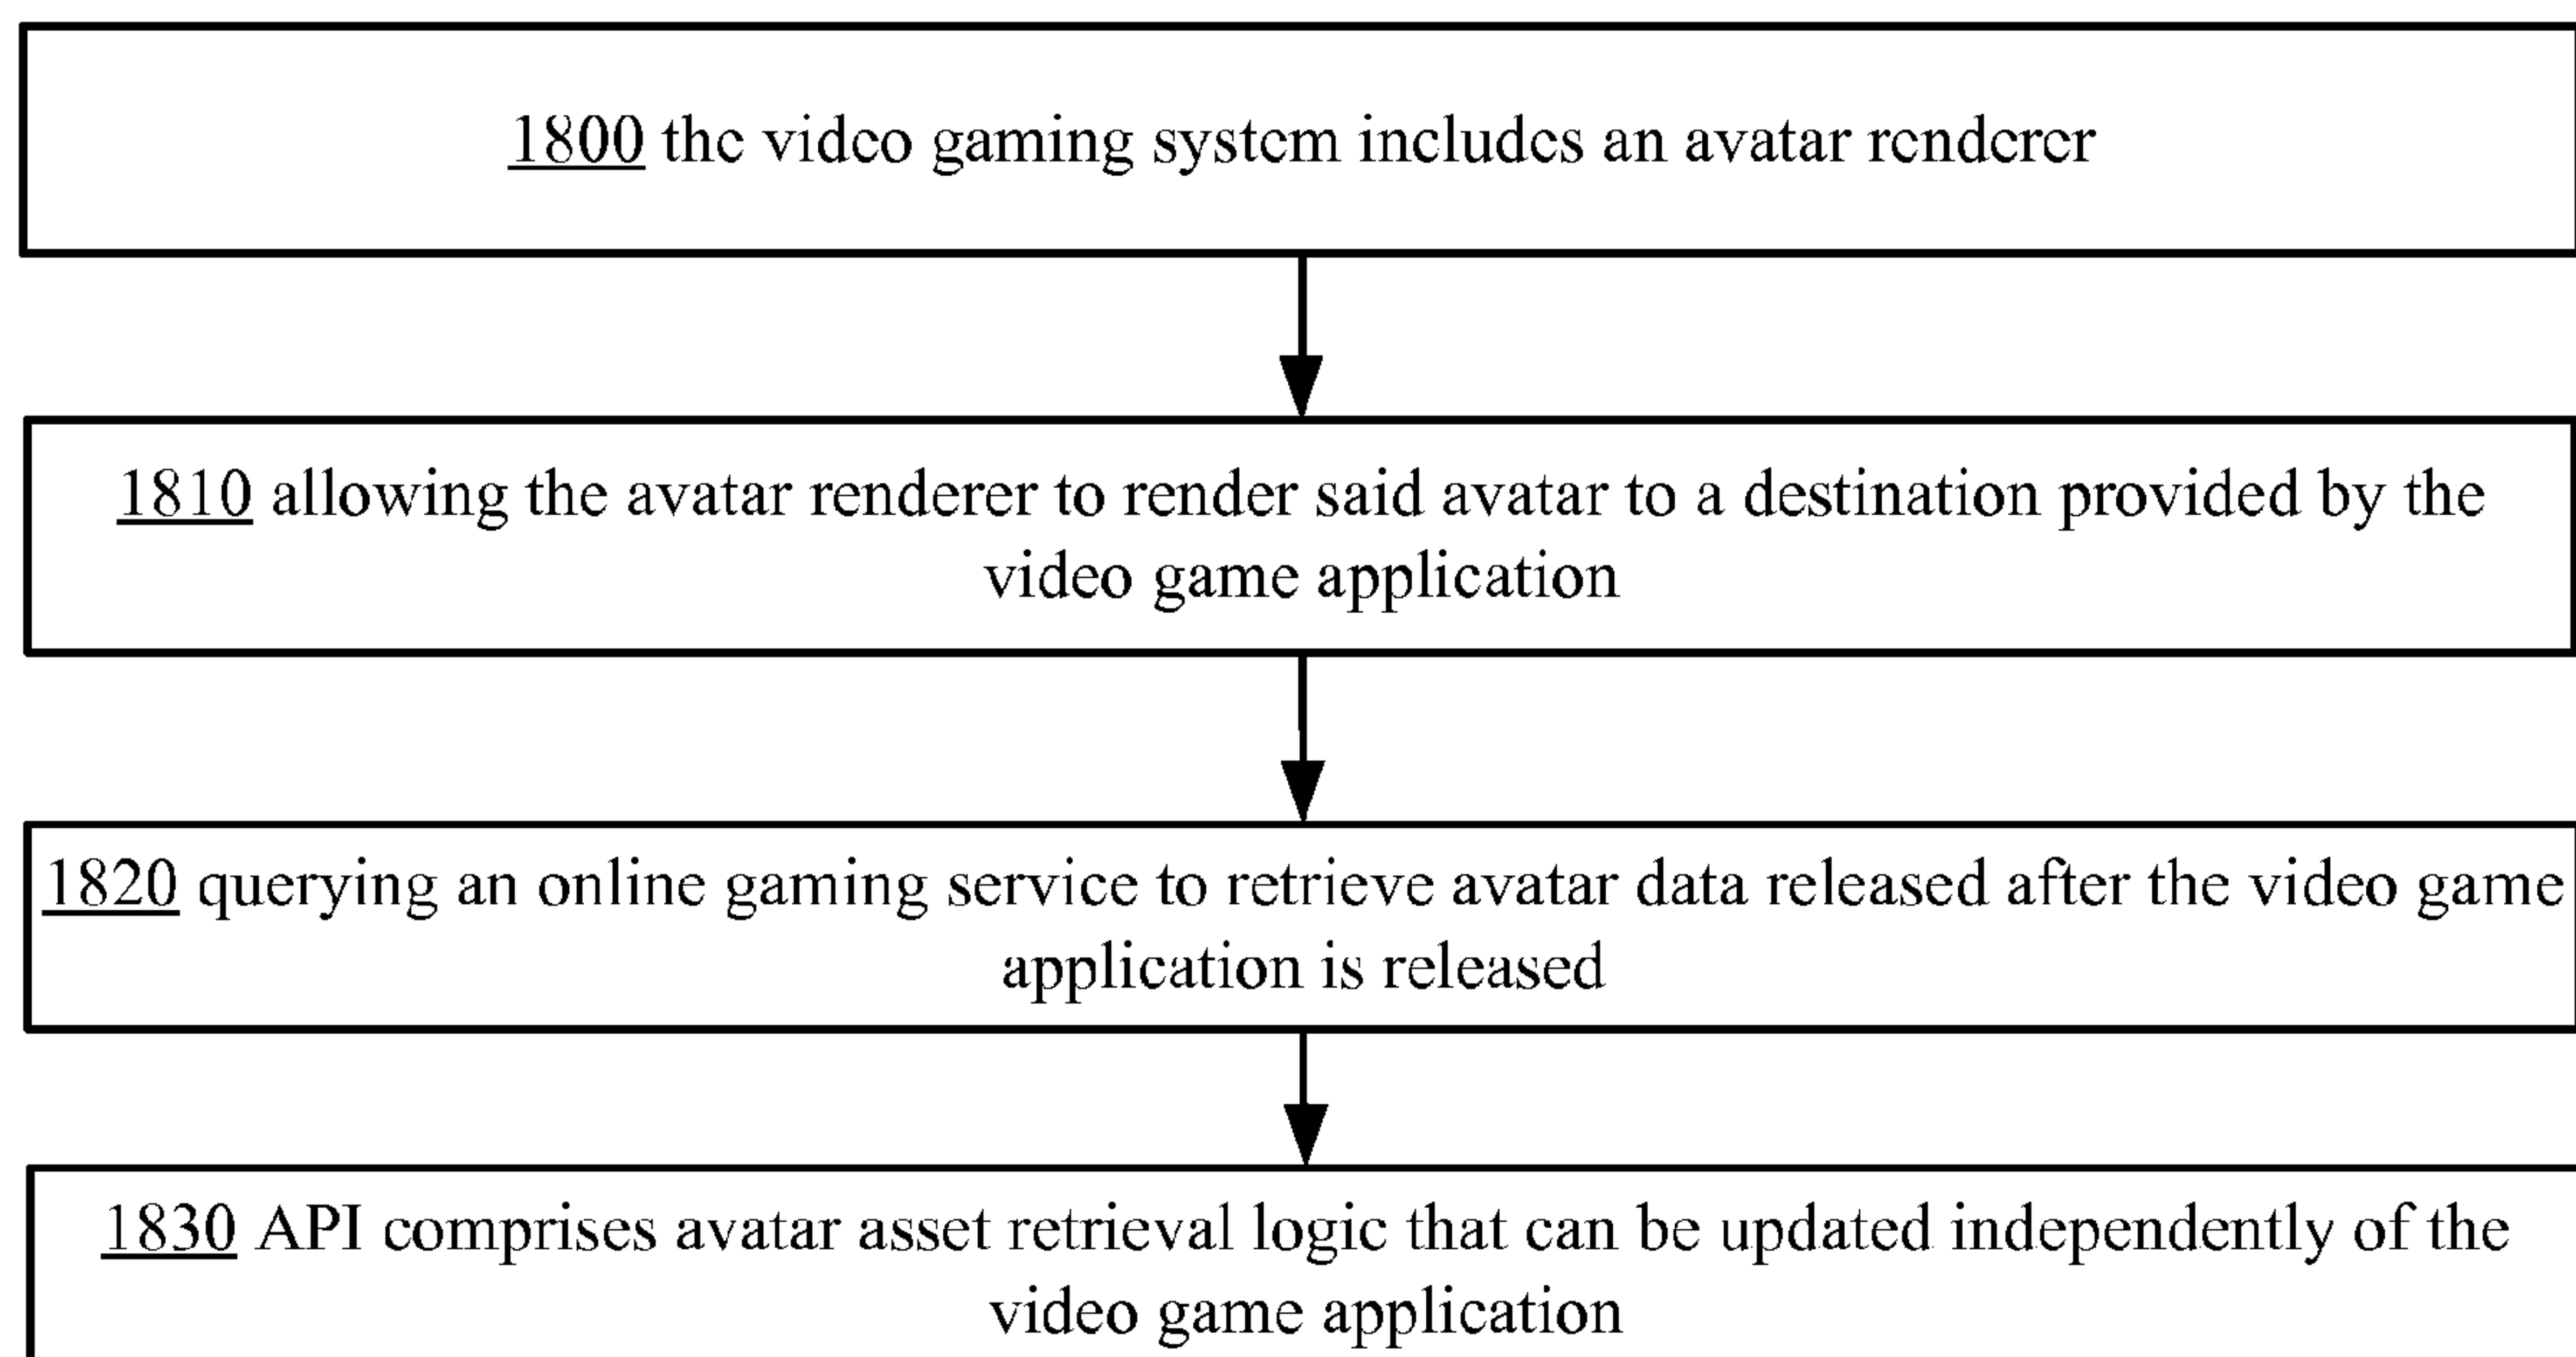 1800 the video gaming system includes an avatar renderer
1810 allowing the avatar renderer to render said avatar to a destination provided by the
video game application
1820 querying an online gaming service to retrieve avatar data released after the video game
application is released
1830 API comprises avatar asset retrieval logic that can be updated independently of the
video game application